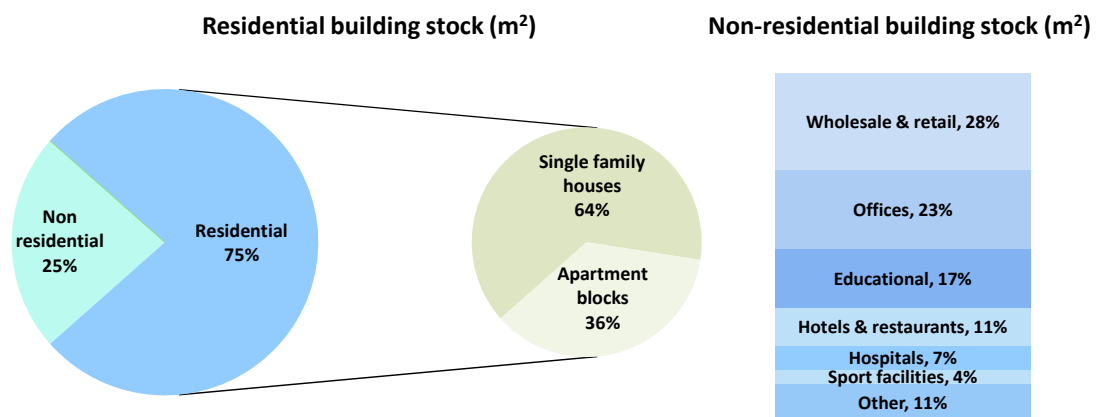 Residential building stock (m²)
Non
residential
25%
Residential
75%
Single family
houses
64%
Apartment
blocks
36%
Non-residential building stock (m²)
Wholesale & retail, 28%
Offices, 23%
Educational, 17%
Hotels & restaurants, 11%
Hospitals, 7%
Sport facilities, 4%
Other, 11%